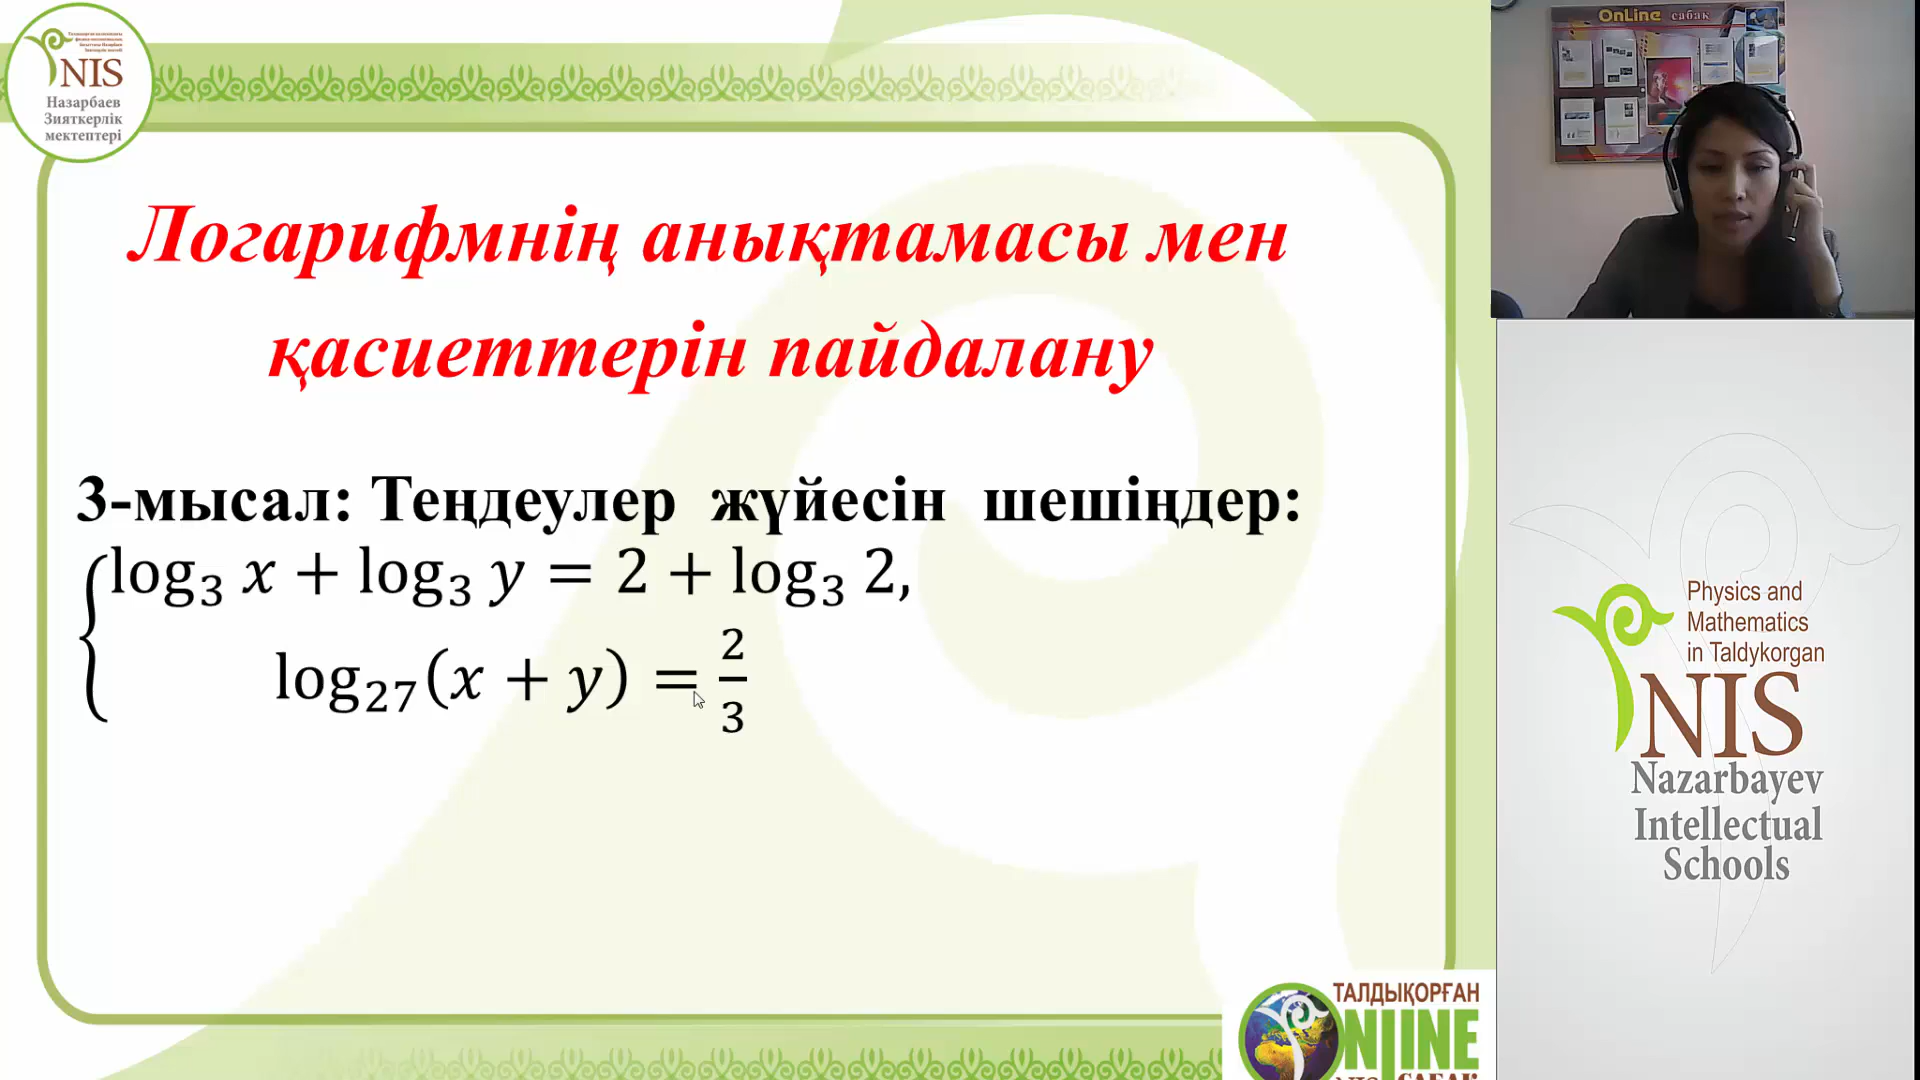 NIS
Назарбаев
Зияткерлік
мектептері
Логарифмнің анықтамасы мен
қасиеттерін пайдалану
3-мысал: Теңдеулер жүйесін шешіңдер:
log₃ x + log₃ y = 2 + log₃ 2,
log₂₇(x + y) = 2/3
OnLine сабақ
Physics and
Mathematics
in Taldykorgan
NIS
Nazarbayev
Intellectual
Schools
ТАЛДЫҚОРҒАН
ONLINE
САБАҚ